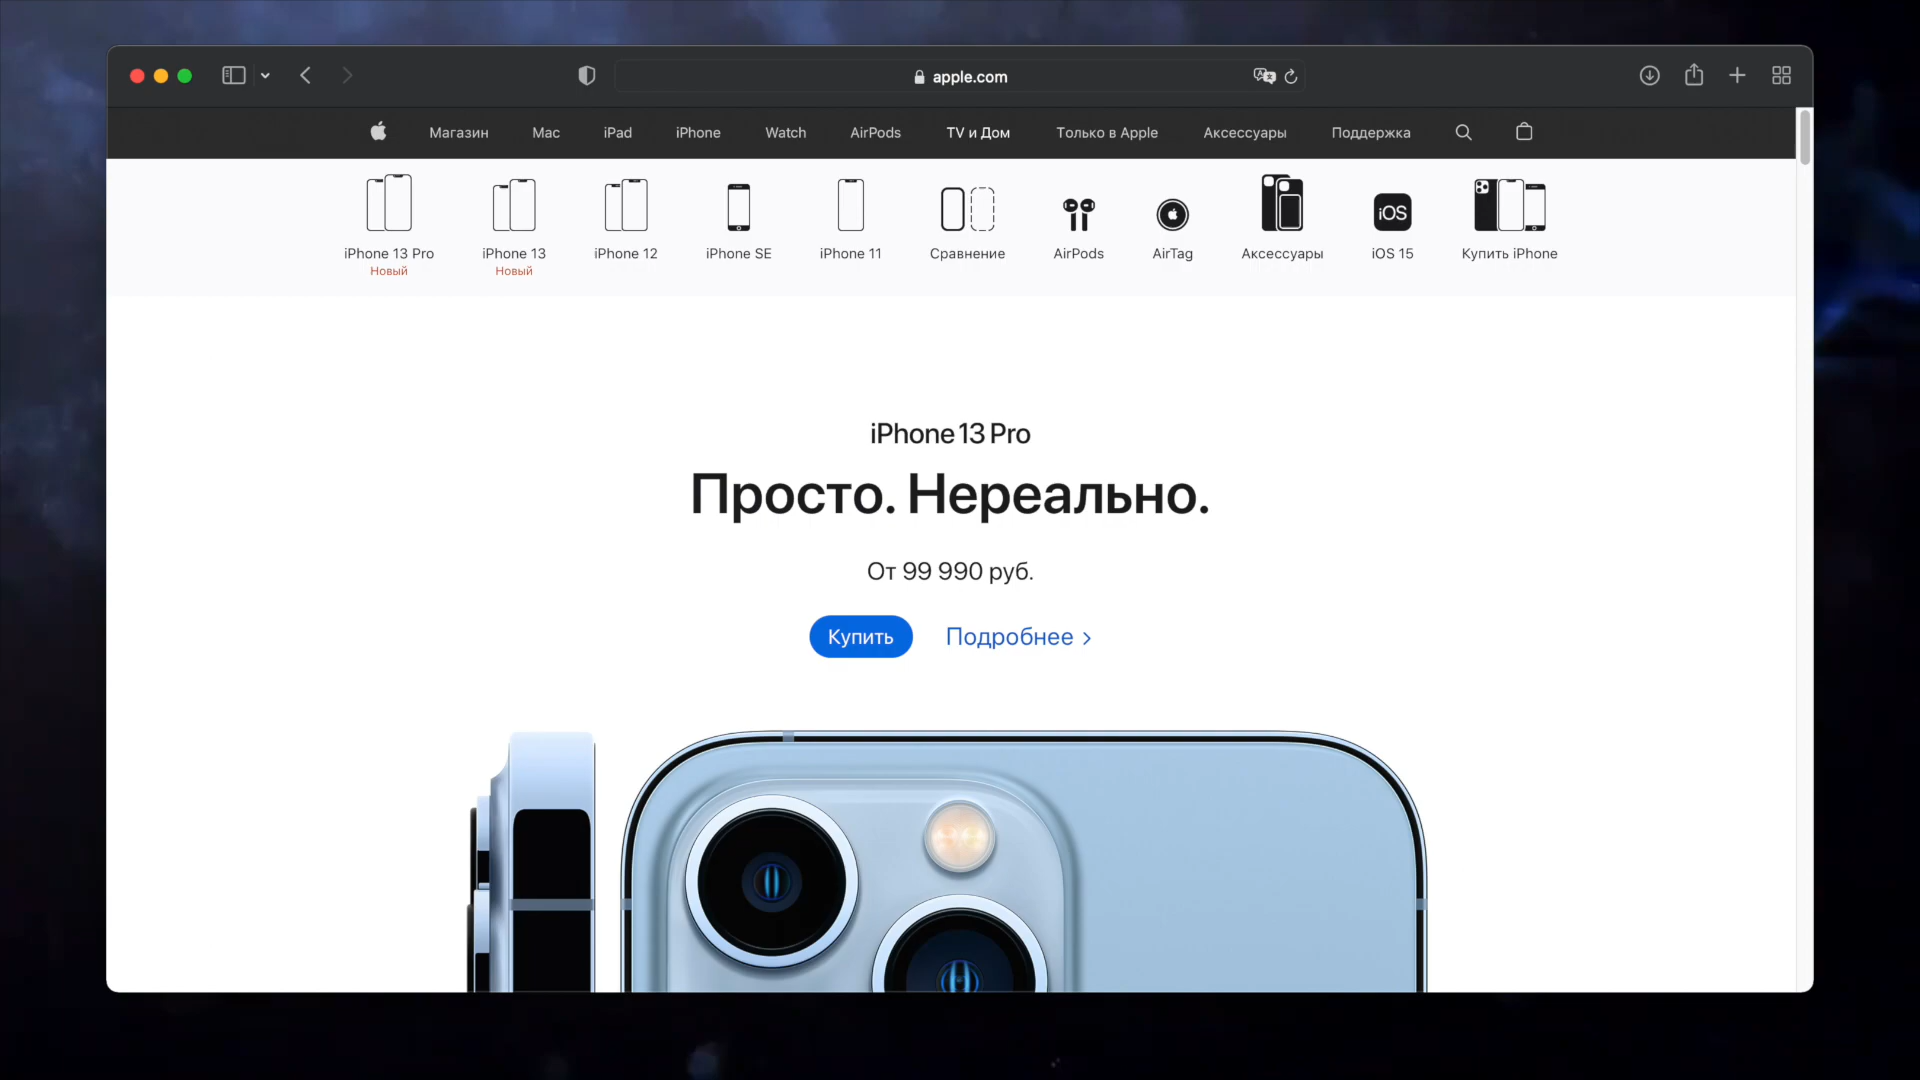 apple.com
Магазин Mac iPad iPhone Watch AirPods TV и Дом Только в Apple Аксессуары Поддержка
iOS
iPhone 13 Pro iPhone 13 iPhone 12 iPhone SE iPhone 11 Сравнение AirPods AirTag Аксессуары iOS 15 Купить iPhone
Новый Новый
iPhone 13 Pro
Просто. Нереально.
От 99 990 руб.
Купить Подробнее >